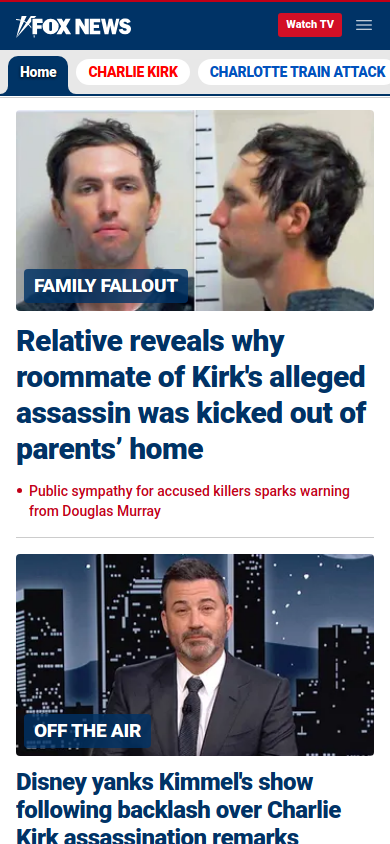 FOX NEWS
Watch TV
Home
CHARLIE KIRK
CHARLOTTE TRAIN ATTACK
FAMILY FALLOUT
Relative reveals why
roommate of Kirk's alleged
assassin was kicked out of
parents’ home
• Public sympathy for accused killers sparks warning
from Douglas Murray
OFF THE AIR
Disney yanks Kimmel's show
following backlash over Charlie
Kirk assassination remarks